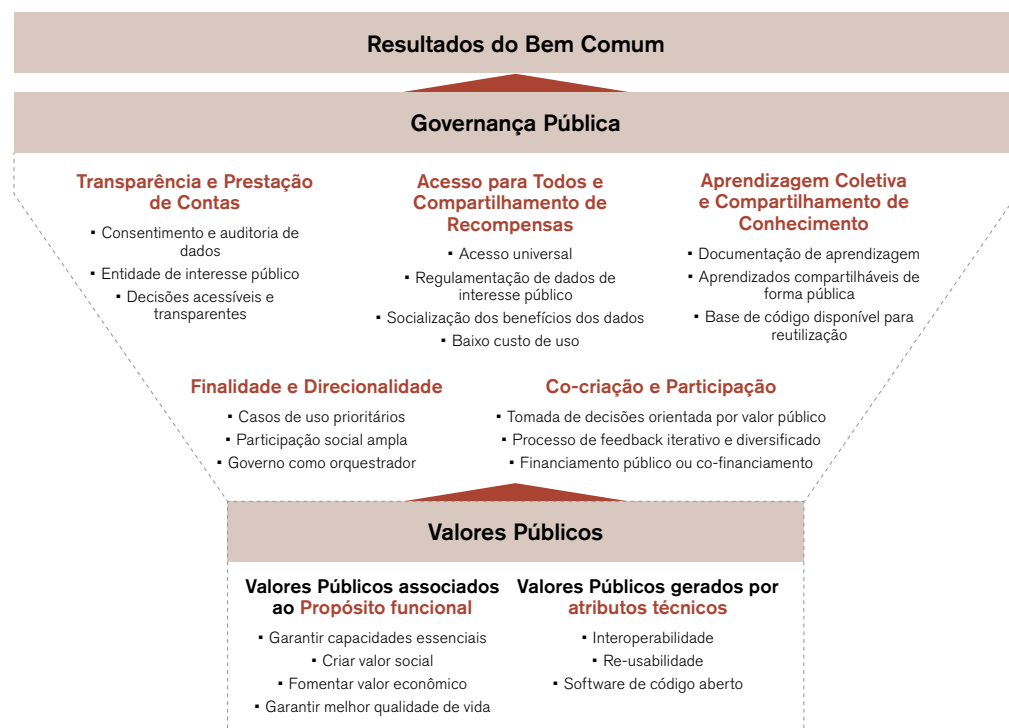 Resultados do Bem Comum
Governança Pública
Transparência e Prestação
de Contas
▪ Consentimento e auditoria de
dados
▪ Entidade de interesse público
▪ Decisões acessíveis e
transparentes
Acesso para Todos e
Compartilhamento de
Recompensas
▪ Acesso universal
▪ Regulamentação de dados de
interesse público
▪ Socialização dos benefícios dos dados
▪ Baixo custo de uso
Aprendizagem Coletiva
e Compartilhamento de
Conhecimento
▪ Documentação de aprendizagem
▪ Aprendizados compartilháveis de
forma pública
▪ Base de código disponível para
reutilização
Finalidade e Direcionalidade
▪ Casos de uso prioritários
▪ Participação social ampla
▪ Governo como orquestrador
Co-criação e Participação
▪ Tomada de decisões orientada por valor público
▪ Processo de feedback iterativo e diversificado
▪ Financiamento público ou co-financiamento
Valores Públicos
Valores Públicos associados
ao Propósito funcional
▪ Garantir capacidades essenciais
▪ Criar valor social
▪ Fomentar valor econômico
▪ Garantir melhor qualidade de vida
Valores Públicos gerados por
atributos técnicos
▪ Interoperabilidade
▪ Re-usabilidade
▪ Software de código aberto